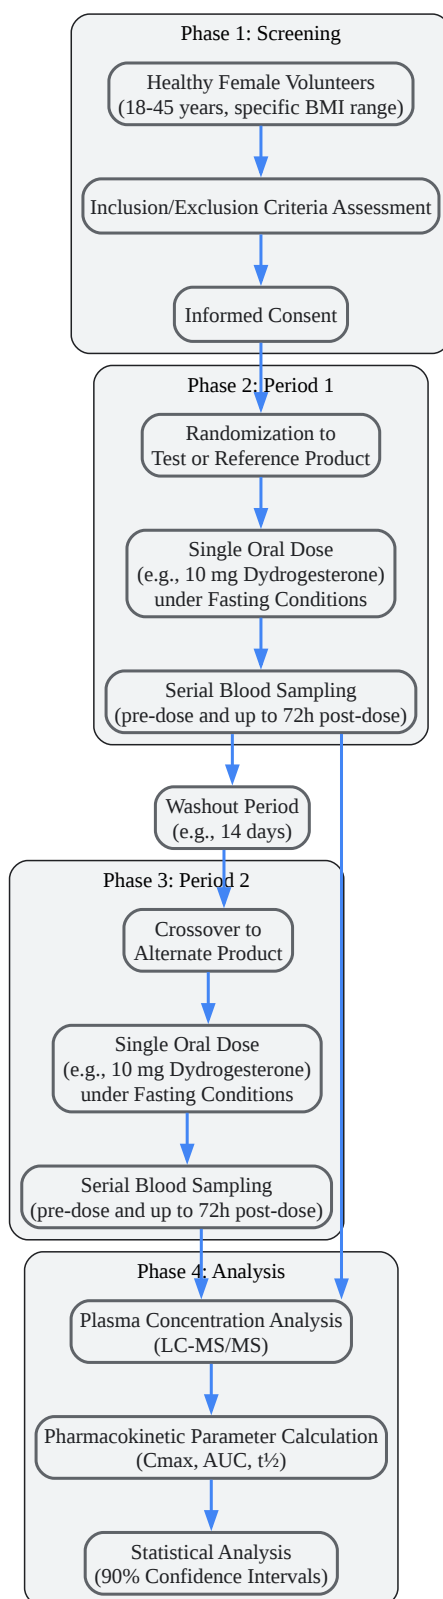 Phase 1: Screening
Healthy Female Volunteers
(18-45 years, specific BMI range)
Inclusion/Exclusion Criteria Assessment
Informed Consent
Phase 2: Period 1
Randomization to
Test or Reference Product
Single Oral Dose
(e.g., 10 mg Dydrogesterone)
under Fasting Conditions
Serial Blood Sampling
(pre-dose and up to 72h post-dose)
Washout Period
(e.g., 14 days)
Phase 3: Period 2
Crossover to
Alternate Product
Single Oral Dose
(e.g., 10 mg Dydrogesterone)
under Fasting Conditions
Serial Blood Sampling
(pre-dose and up to 72h post-dose)
Phase 4: Analysis
Plasma Concentration Analysis
(LC-MS/MS)
Pharmacokinetic Parameter Calculation
(Cmax, AUC, t½)
Statistical Analysis
(90% Confidence Intervals)